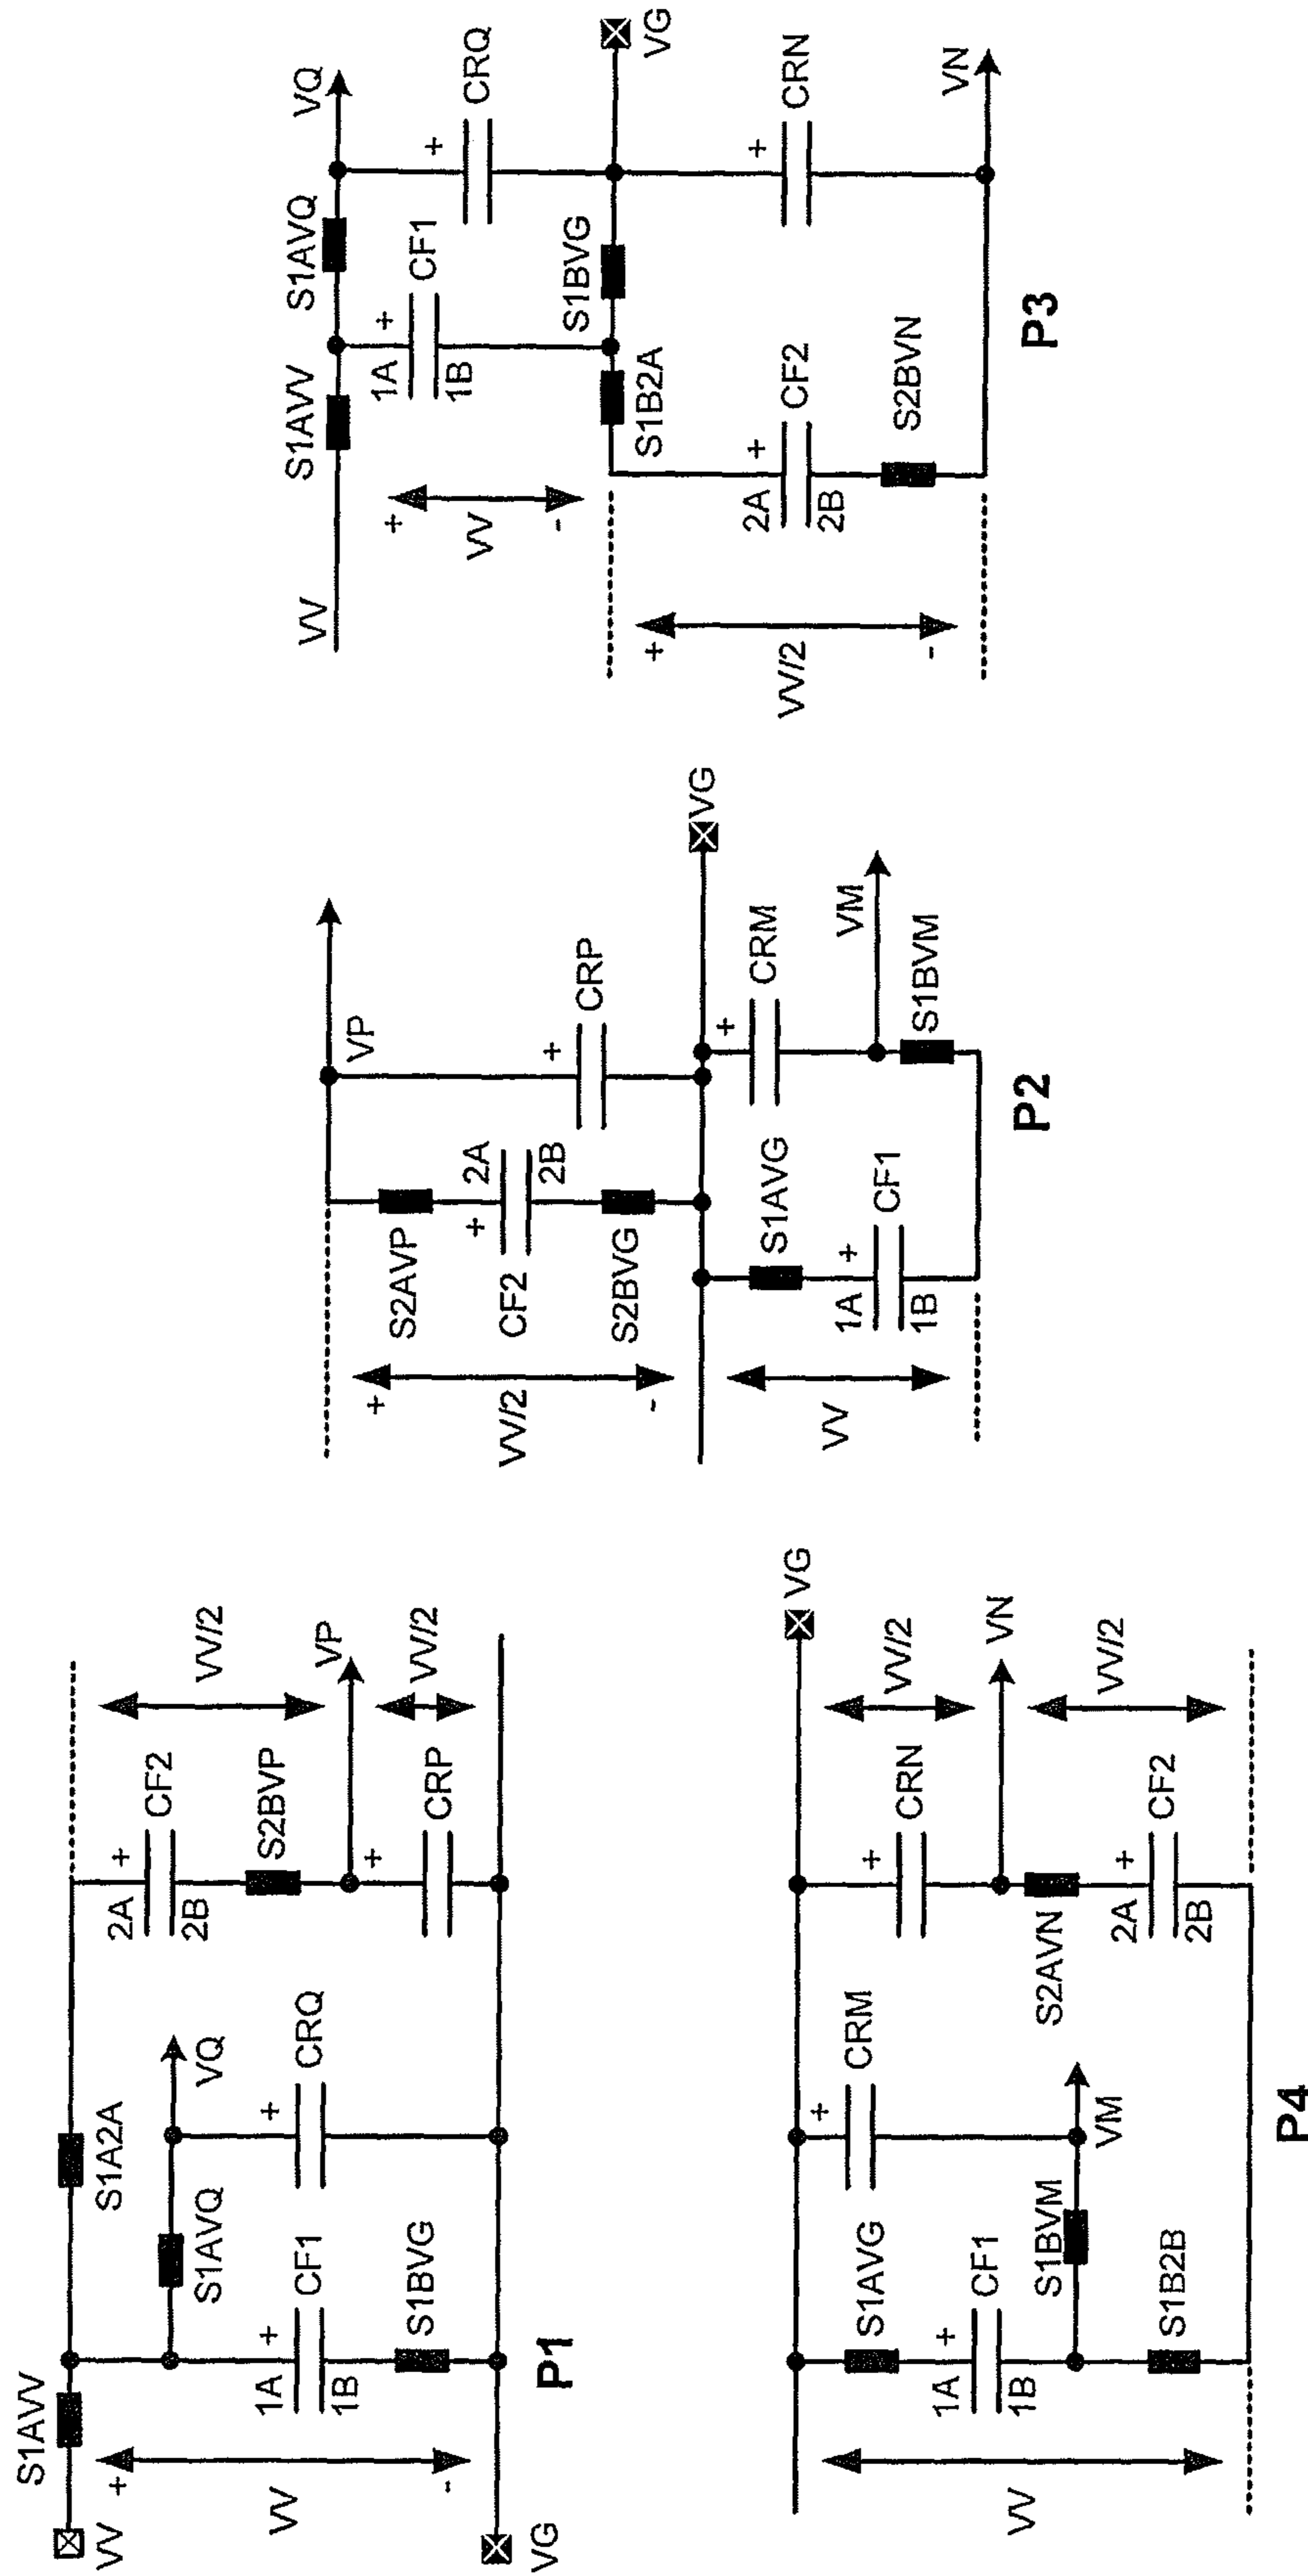 S1AVV
VV
+
VV
-
VG
S1A2A
S1AVQ
VQ
1A
+
1B
CF1
S1BVG
+
CRQ
2A
+
2B
CF2
S2BVP
VP
+
CRP
VV/2
VV/2
P1
VP
S2AVP
+
2A
CF2
2B
S2BVG
+
CRP
+
VV/2
-
VG
S1AVG
1A
+
1B
CF1
+
CRM
VM
S1BVM
VV
P2
VV
S1AVV
S1AVQ
VQ
1A
+
1B
CF1
+
CRQ
+
VV
-
S1B2A
S1BVG
VG
2A
+
2B
CF2
S2BVN
+
CRN
VN
+
VV/2
-
P3
VG
S1AVG
1A
+
1B
CF1
S1BVM
S1B2B
+
CRM
VM
+
CRN
VN
S2AVN
2A
+
2B
CF2
VV/2
VV/2
VV
P4